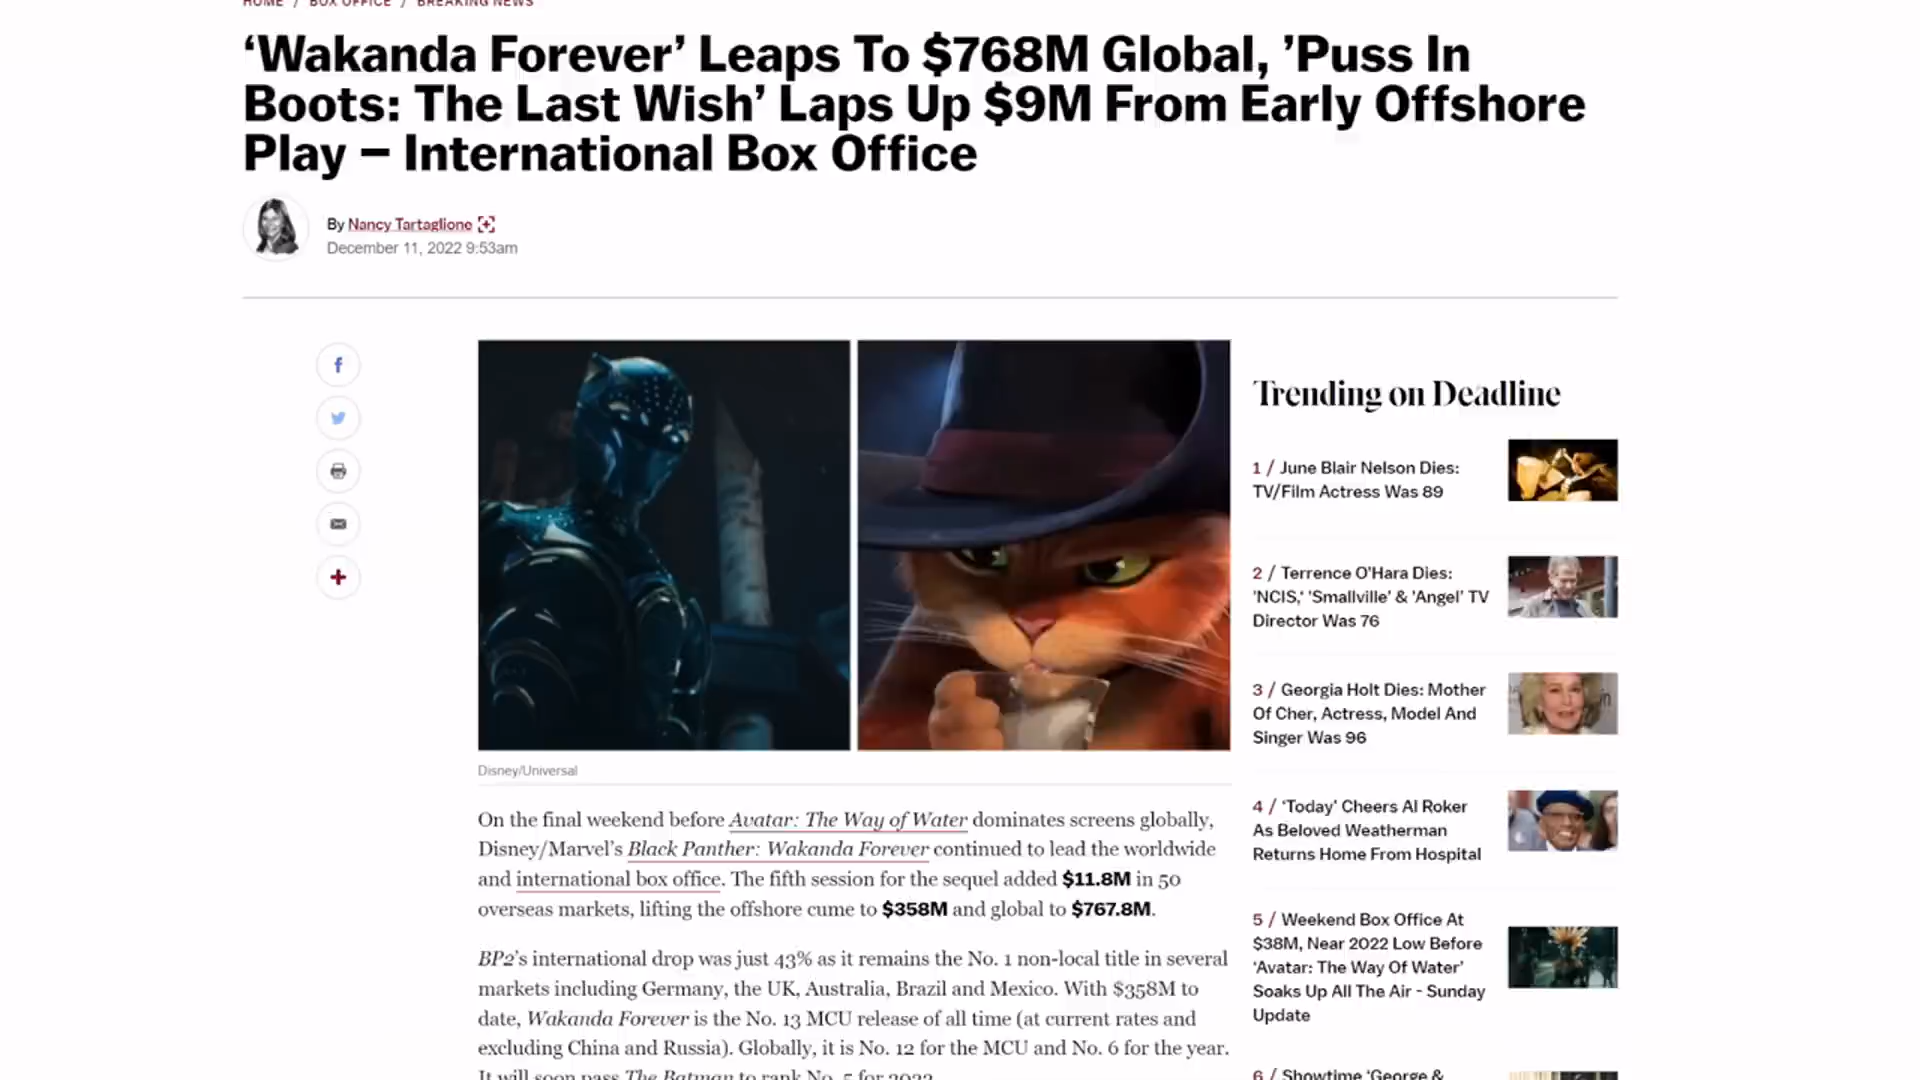 HOME / BOX OFFICE / BREAKING NEWS
‘Wakanda Forever’ Leaps To $768M Global, ’Puss In
Boots: The Last Wish’ Laps Up $9M From Early Offshore
Play — International Box Office
By Nancy Tartaglione
December 11, 2022 9:53am
Disney/Universal
On the final weekend before Avatar: The Way of Water dominates screens globally,
Disney/Marvel’s Black Panther: Wakanda Forever continued to lead the worldwide
and international box office. The fifth session for the sequel added $11.8M in 50
overseas markets, lifting the offshore cume to $358M and global to $767.8M.
BP2’s international drop was just 43% as it remains the No. 1 non-local title in several
markets including Germany, the UK, Australia, Brazil and Mexico. With $358M to
date, Wakanda Forever is the No. 13 MCU release of all time (at current rates and
excluding China and Russia). Globally, it is No. 12 for the MCU and No. 6 for the year.
It will soon pass The Batman to rank No. 5 for 2022.
Trending on Deadline
1 / June Blair Nelson Dies:
TV/Film Actress Was 89
2 / Terrence O'Hara Dies:
'NCIS,' 'Smallville' & 'Angel' TV
Director Was 76
3 / Georgia Holt Dies: Mother
Of Cher, Actress, Model And
Singer Was 96
4 / 'Today' Cheers Al Roker
As Beloved Weatherman
Returns Home From Hospital
5 / Weekend Box Office At
$38M, Near 2022 Low Before
‘Avatar: The Way Of Water’
Soaks Up All The Air - Sunday
Update
6 / Showtime 'George &